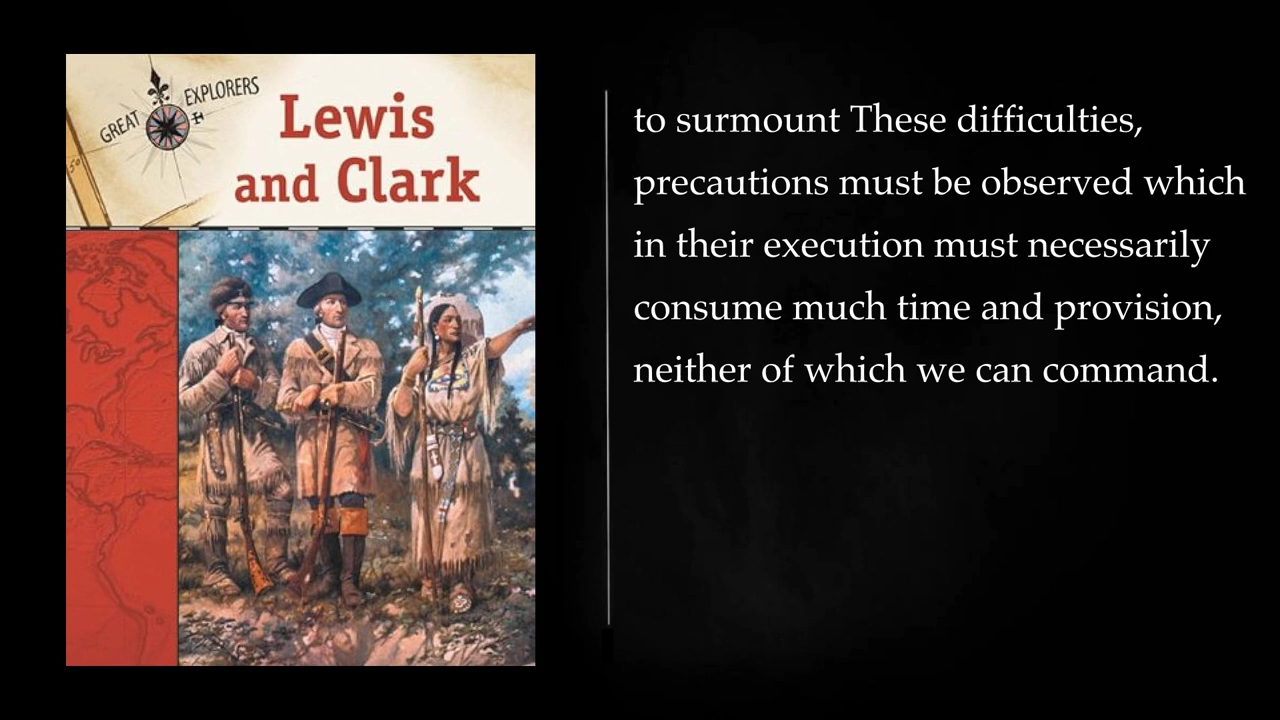 GREAT EXPLORERS
Lewis
and Clark
50
to surmount These difficulties,
precautions must be observed which
in their execution must necessarily
consume much time and provision,
neither of which we can command.